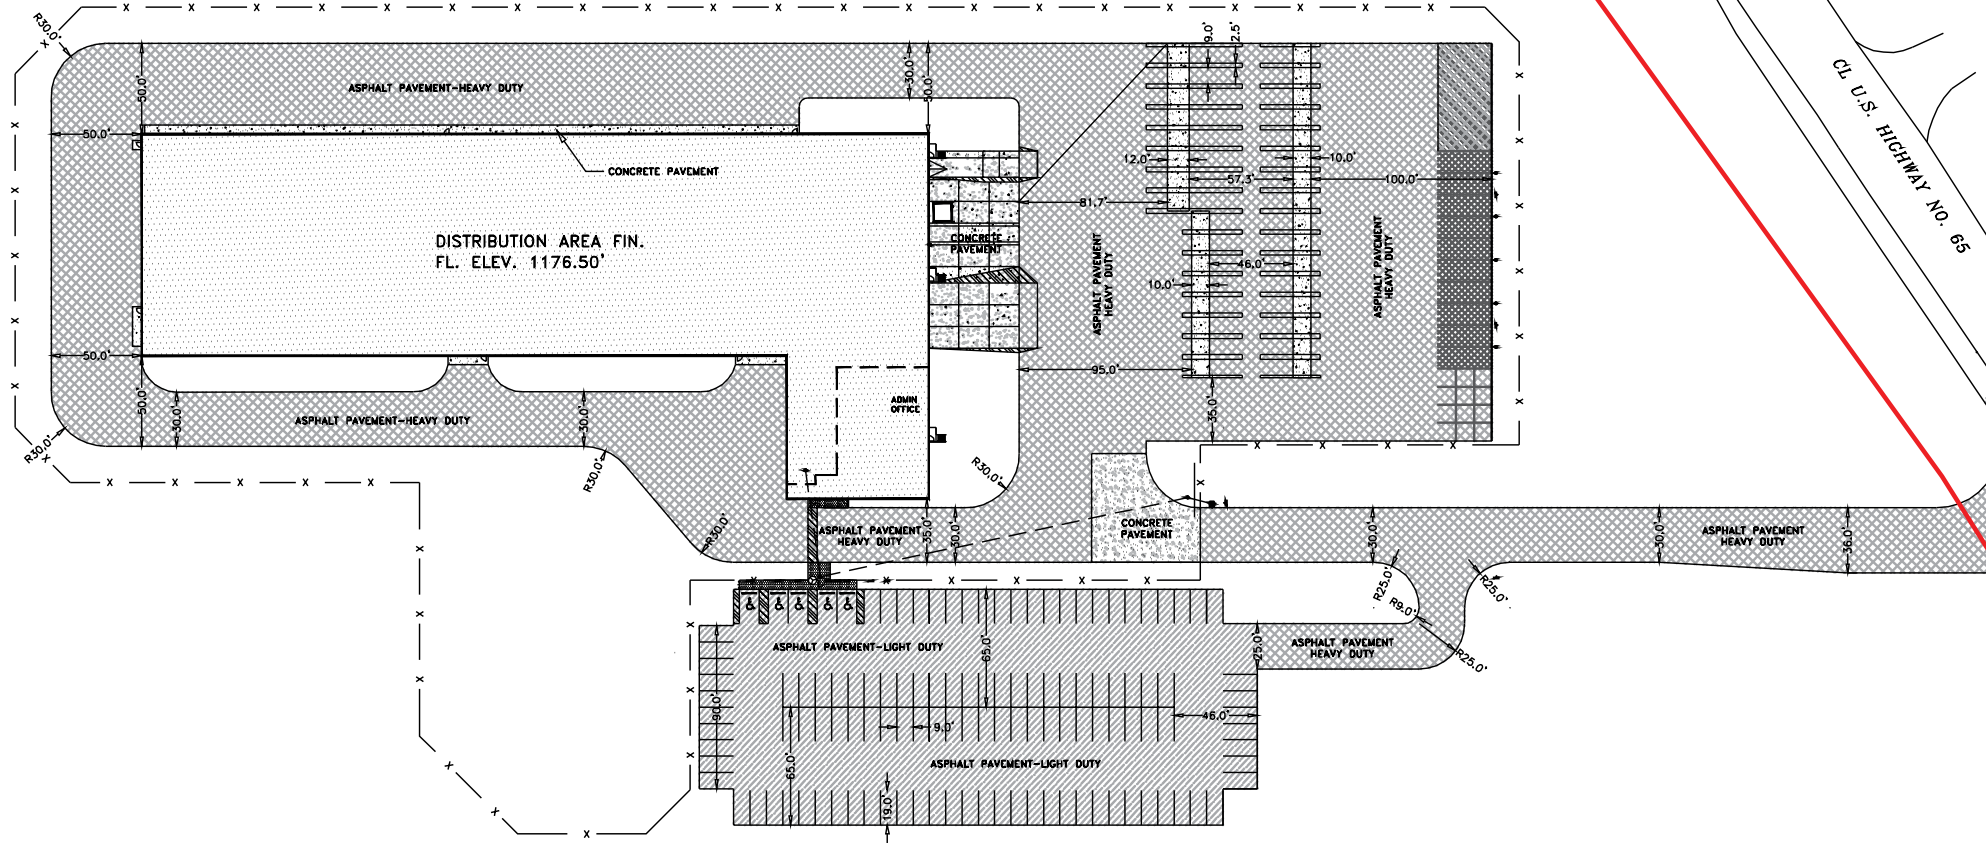 R30.0'
50.0'
ASPHALT PAVEMENT-HEAVY DUTY
30.0'
50.0'
9.0'
2.5'
50.0'
CONCRETE PAVEMENT
12.0'
10.0'
57.3'
100.0'
81.7'
DISTRIBUTION AREA FIN.
FL. ELEV. 1176.50'
CONCRETE
PAVEMENT
ASPHALT PAVEMENT
HEAVY DUTY
46.0'
10.0'
ASPHALT PAVEMENT
HEAVY DUTY
CL U.S. HIGHWAY NO. 65
50.0'
95.0'
50.0'
30.0'
ASPHALT PAVEMENT-HEAVY DUTY
30.0'
ADMIN
OFFICE
35.0'
R30.0'
R30.0'
R30.0'
R30.0'
ASPHALT PAVEMENT
HEAVY DUTY
35.0'
30.0'
CONCRETE
PAVEMENT
30.0'
30.0'
ASPHALT PAVEMENT
HEAVY DUTY
36.0'
R25.0'
R9.0'
R25.0'
R25.0'
ASPHALT PAVEMENT
HEAVY DUTY
25.0'
ASPHALT PAVEMENT-LIGHT DUTY
65.0'
90.0'
46.0'
9.0'
65.0'
ASPHALT PAVEMENT-LIGHT DUTY
19.0'